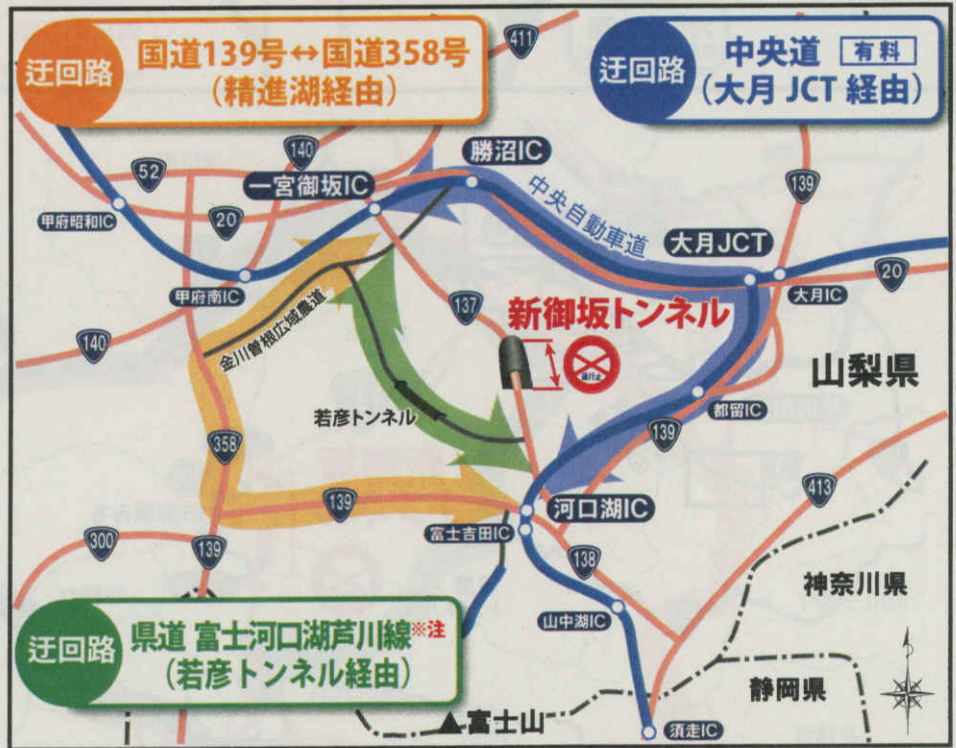 迂回路
国道139号↔国道358号
(精進湖経由)
411
迂回路
中央道 有料
(大月 JCT 経由)
140
52
20
甲府昭和IC
一宮御坂IC
勝沼IC
中央自動車道
139
大月JCT
大月IC
20
甲府南IC
140
金川曽根広域農道
137
新御坂トンネル
通行止
山梨県
若彦トンネル
都留IC
139
358
139
413
河口湖IC
富士吉田IC
300
139
138
神奈川県
迂回路
県道 富士河口湖芦川線※注
(若彦トンネル経由)
山中湖IC
静岡県
▲富士山
須走IC